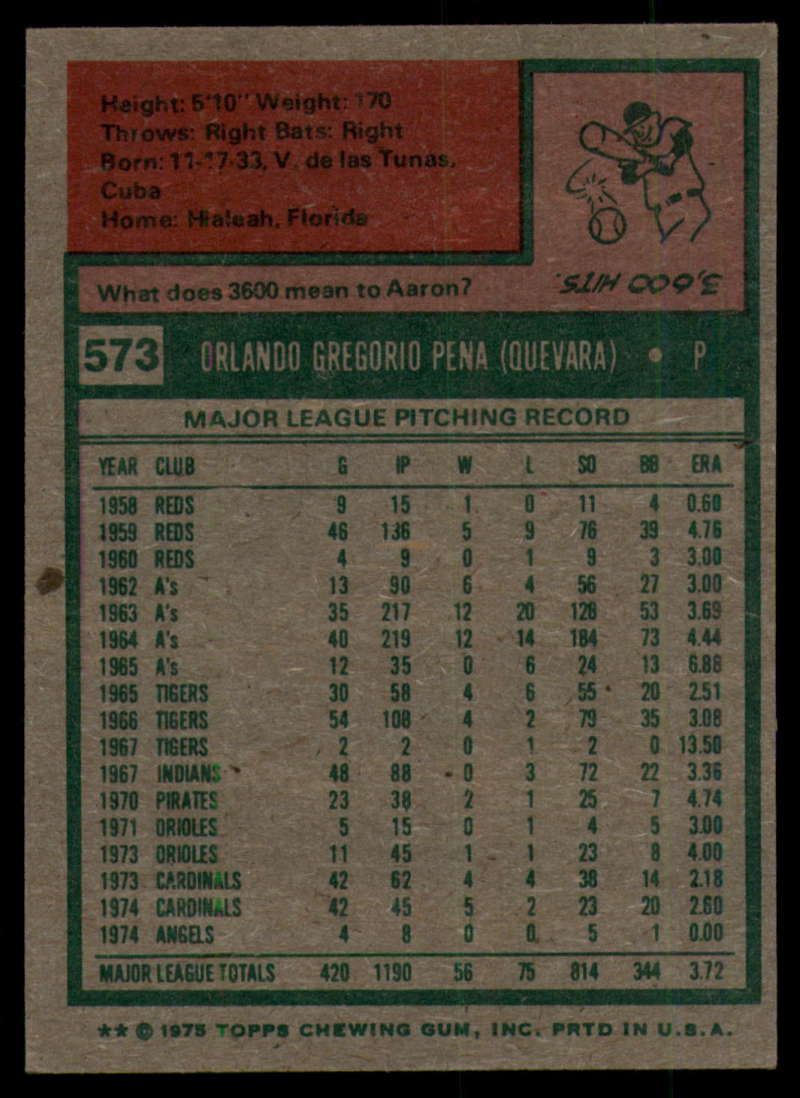 Height: 5'10" Weight: 170
Throws: Right Bats: Right
Born: 11-17-33, V. de las Tunas,
Cuba
Home: Hialeah, Florida
What does 3600 mean to Aaron?
3,600 HITS.
573 ORLANDO GREGORIO PENA (QUEVARA) • P
MAJOR LEAGUE PITCHING RECORD
YEAR CLUB G IP W L SO BB ERA
1958 REDS 9 15 1 0 11 4 0.60
1959 REDS 46 136 5 9 76 39 4.76
1960 REDS 4 9 0 1 9 3 3.00
1962 A's 13 90 6 4 56 27 3.00
1963 A's 35 217 12 20 128 53 3.69
1964 A's 40 219 12 14 184 73 4.44
1965 A's 12 35 0 6 24 13 6.88
1965 TIGERS 30 58 4 6 55 20 2.51
1966 TIGERS 54 108 4 2 79 35 3.08
1967 TIGERS 2 2 0 1 2 0 13.50
1967 INDIANS 48 88 0 3 72 22 3.36
1970 PIRATES 23 38 2 1 25 7 4.74
1971 ORIOLES 5 15 0 1 4 5 3.00
1973 ORIOLES 11 45 1 1 23 8 4.00
1973 CARDINALS 42 62 4 4 38 14 2.18
1974 CARDINALS 42 45 5 2 23 20 2.60
1974 ANGELS 4 8 0 0 5 1 0.00
MAJOR LEAGUE TOTALS 420 1190 56 75 814 344 3.72
** © 1975 TOPPS CHEWING GUM, INC. PRTD IN U.S.A.